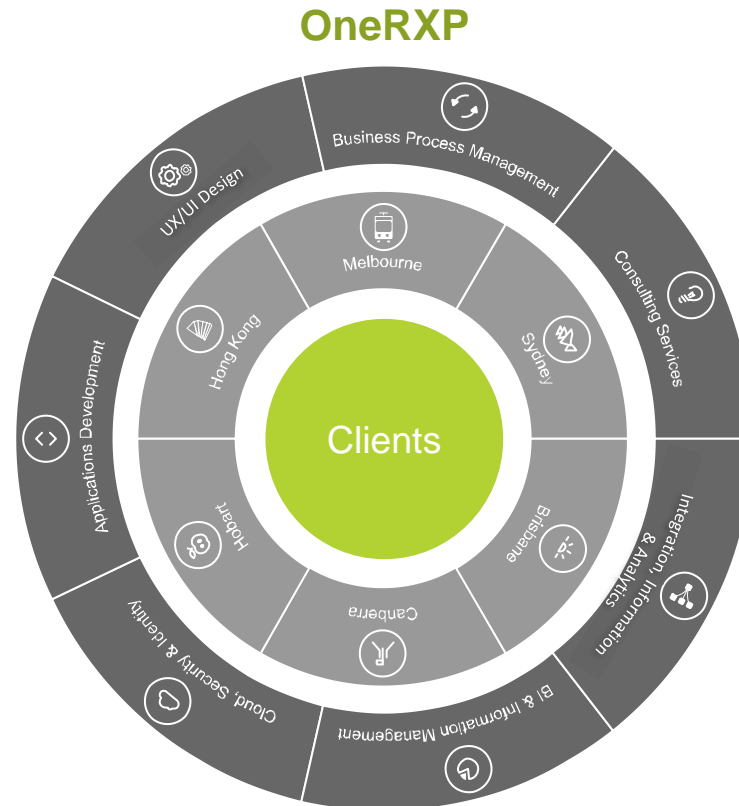 OneRXP
Business Process Management
Consulting Services
Integration, Information
& Analytics
BI & Information Management
Cloud, Security & Identity
Applications Development
UX/UI Design
Melbourne
Sydney
Brisbane
Canberra
Hobart
Hong Kong
Clients